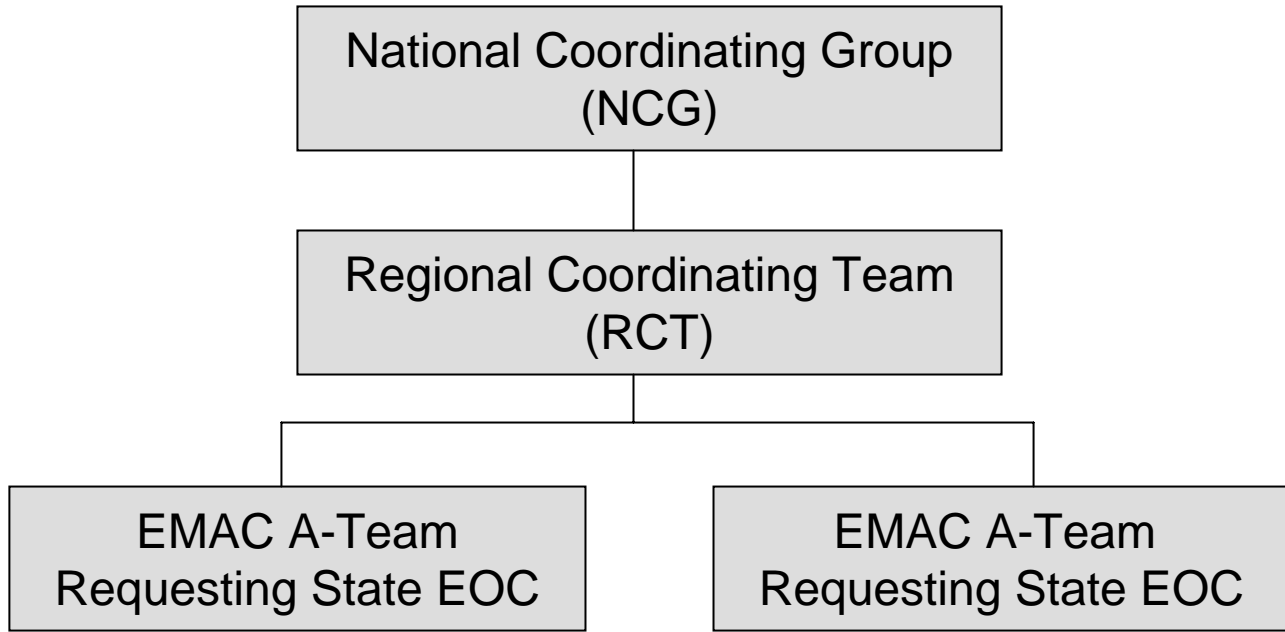 National Coordinating Group
(NCG)
Regional Coordinating Team
(RCT)
EMAC A-Team
Requesting State EOC
EMAC A-Team
Requesting State EOC